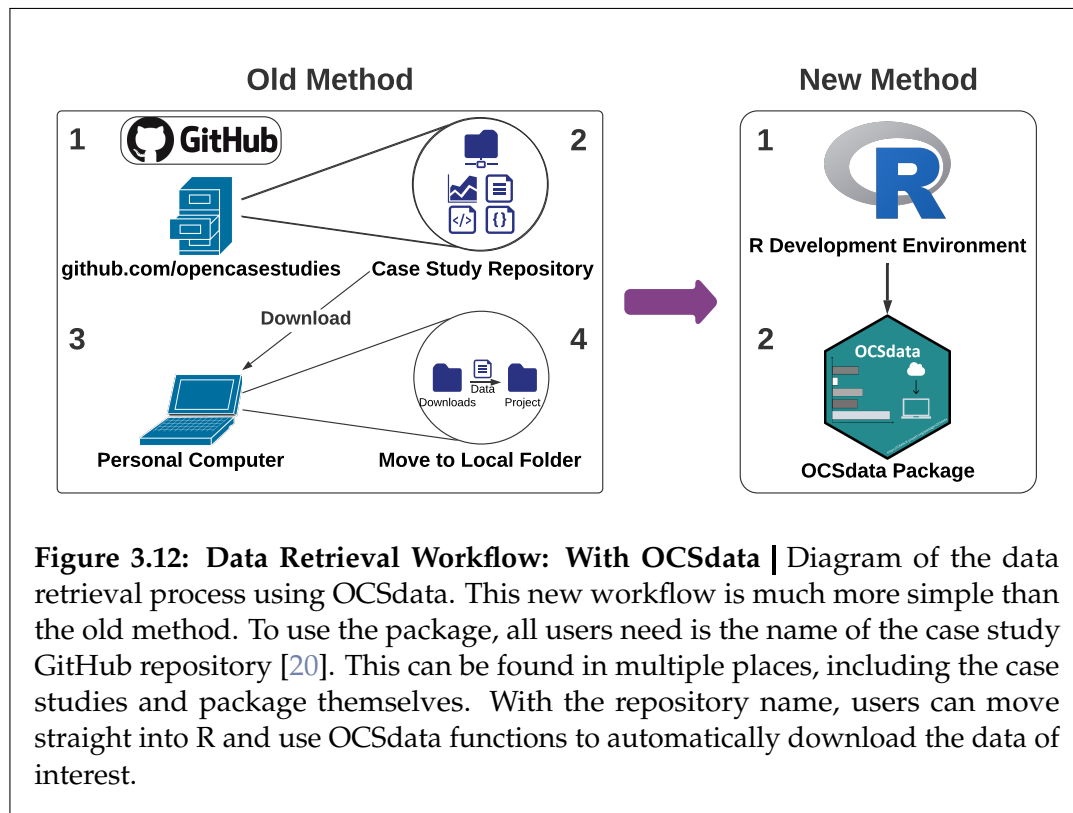 Old Method
New Method
1
GitHub
2
</>
{}
github.com/opencasestudies
Case Study Repository
Download
3
4
Downloads
Data
Project
Personal Computer
Move to Local Folder
1
R
R Development Environment
2
OCSdata
OCSdata Package
Figure 3.12: Data Retrieval Workflow: With OCSdata | Diagram of the data
retrieval process using OCSdata. This new workflow is much more simple than
the old method. To use the package, all users need is the name of the case study
GitHub repository [20]. This can be found in multiple places, including the case
studies and package themselves. With the repository name, users can move
straight into R and use OCSdata functions to automatically download the data of
interest.